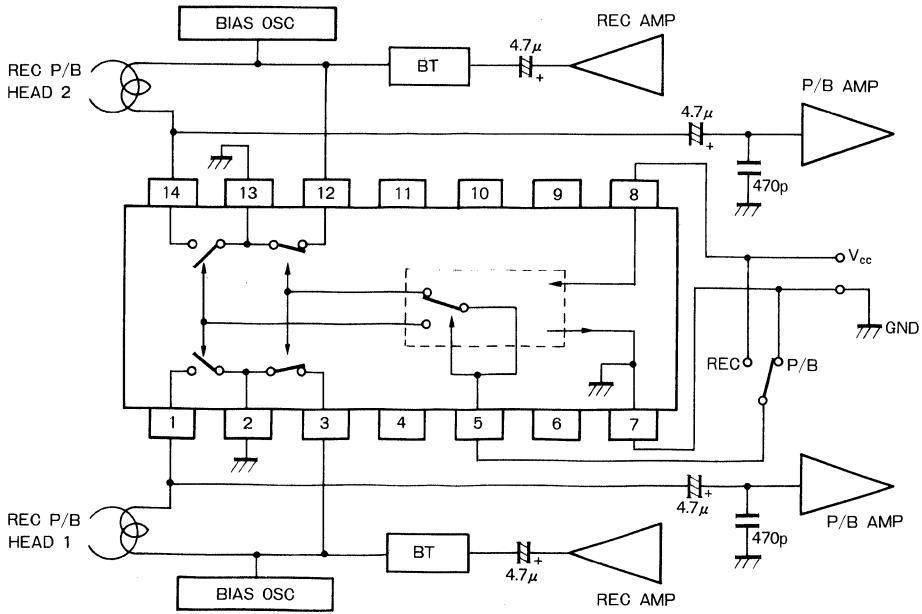 BIAS OSC
REC AMP
4.7μ
+
BT
REC P/B
HEAD 2
P/B AMP
4.7μ
+
470p
14
13
12
11
10
9
8
Vcc
GND
REC
P/B
1
2
3
4
5
6
7
+
4.7μ
P/B AMP
470p
REC P/B
HEAD 1
BT
+
4.7μ
REC AMP
BIAS OSC